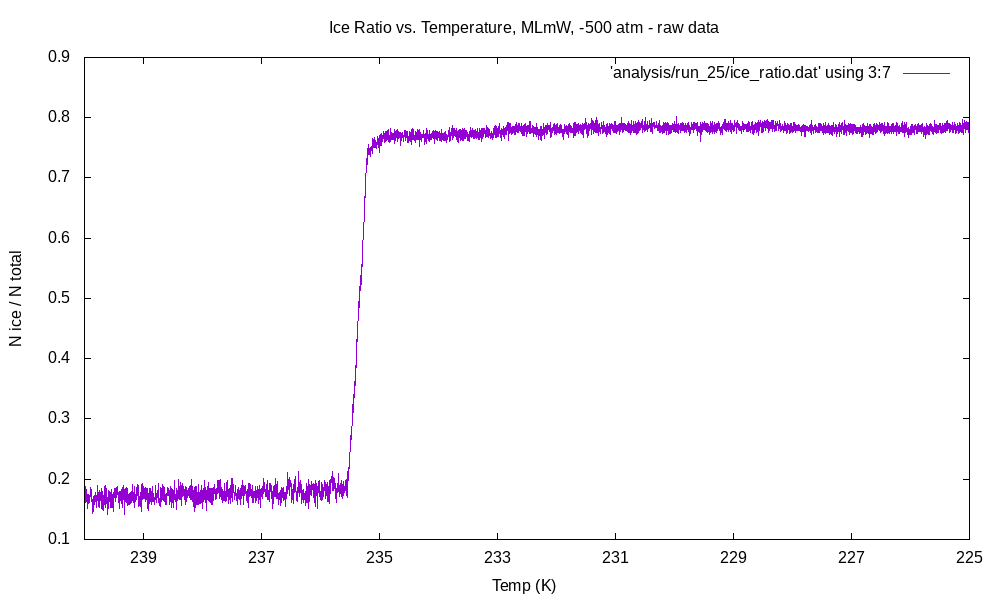 Ice Ratio vs. Temperature, MLmW, -500 atm - raw data
'analysis/run_25/ice_ratio.dat' using 3:7
N ice / N total
0.9
0.8
0.7
0.6
0.5
0.4
0.3
0.2
0.1
239 237 235 233 231 229 227 225
Temp (K)